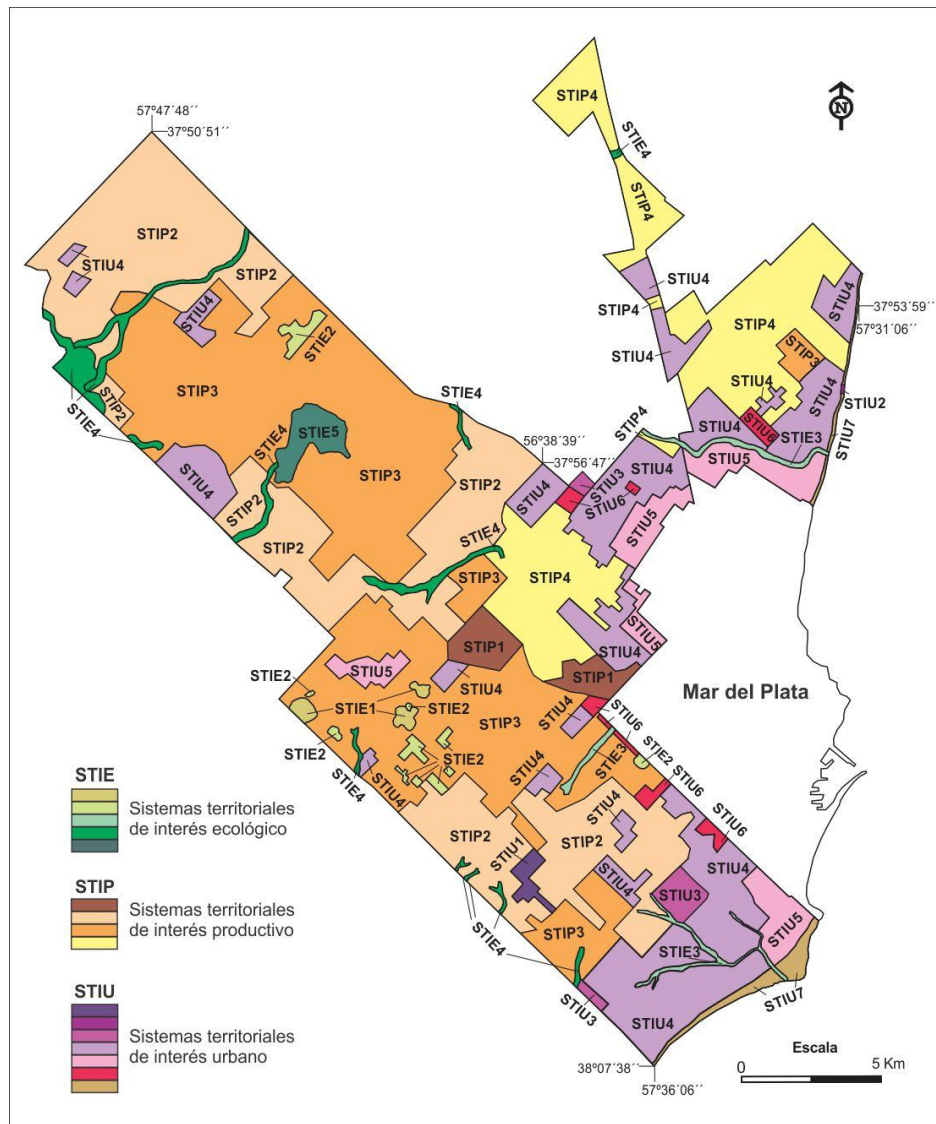 STIP4
N
57º47´48´´
37º50´51´´
STIE4
STIP4
STIP2
STIU4
STIP2
STIU4
STIP4
STIU4
STIU4
37º53´59´´
57º31´06´´
STIE2
STIP4
STIU4
STIP3
STIP3
STIU4
STIU4
STIU2
STIP2
STIE4
STIP4
STIU4
STIU6
STIE3
STIU7
STIE4
STIE4
STIE5
56º38´39´´
37º56´47´´
STIU5
STIU4
STIP3
STIP2
STIU4
STIU3
STIU4
STIU6
STIP2
STIU5
STIP2
STIE4
STIP3
STIP4
STIU5
STIP1
STIU4
STIU5
STIU4
STIP1
STIE2
STIE1
STIE2
STIP3
STIU4
STIU6
Mar del Plata
STIE2
STIE2
STIE3
STIE2
STIU6
STIE4
STIU4
STIU4
STIU6
STIE
Sistemas territoriales
de interés ecológico
STIP2
STIU1
STIP2
STIU4
STIU4
STIU4
STIU3
STIU5
STIP
Sistemas territoriales
de interés productivo
STIE4
STIP3
STIE3
STIU
Sistemas territoriales
de interés urbano
STIU3
STIU4
STIU7
Escala
0
5 Km
38º07´38´´
57º36´06´´